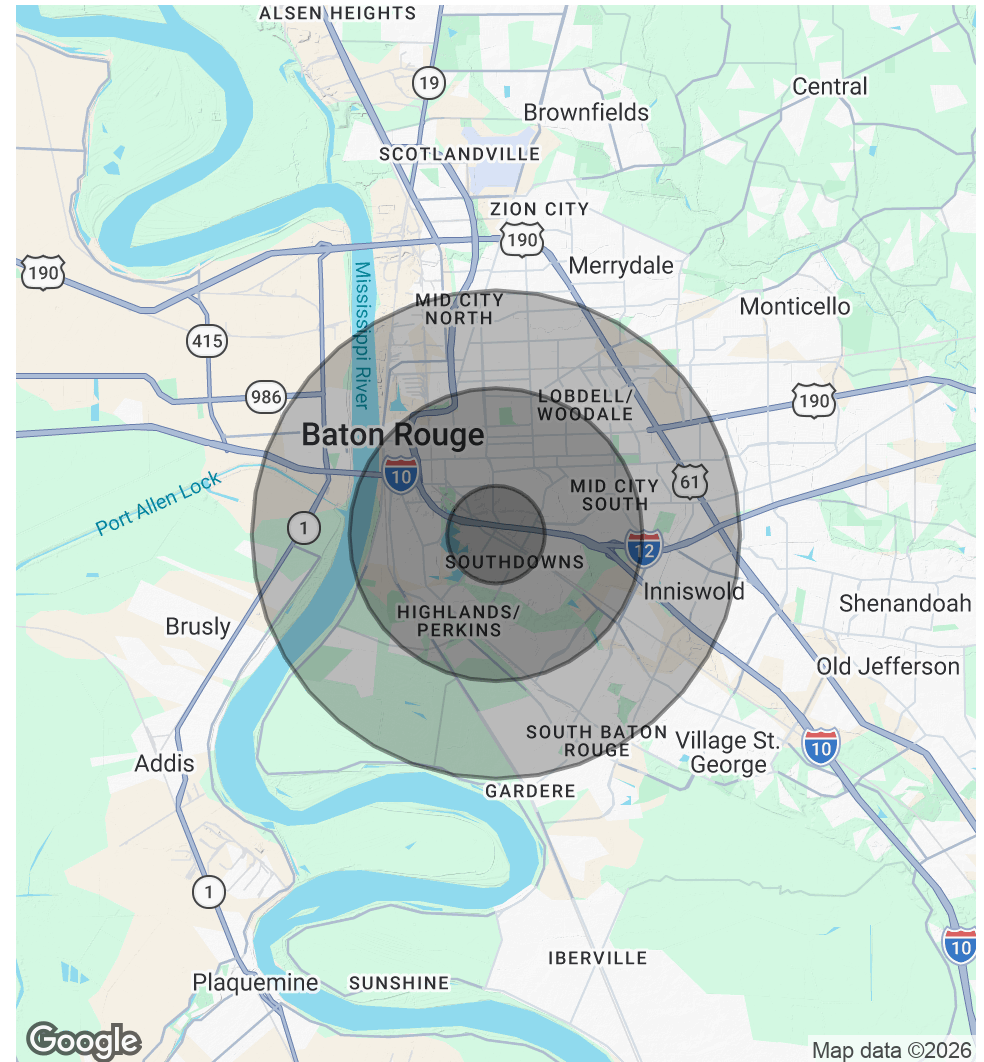 ALSEN HEIGHTS
19
Central
Brownfields
SCOTLANDVILLE
ZION CITY
190
190
Merrydale
Mississippi River
MID CITY
NORTH
Monticello
415
986
LOBDELL/
WOODALE
190
Baton Rouge
10
61
MID CITY
SOUTH
Port Allen Lock
1
12
SOUTHDOWNS
Inniswold
Shenandoah
HIGHLANDS/
PERKINS
Brusly
Old Jefferson
SOUTH BATON
ROUGE
Village St.
George
10
Addis
GARDERE
1
10
IBERVILLE
Plaquemine
SUNSHINE
Google
Map data ©2026